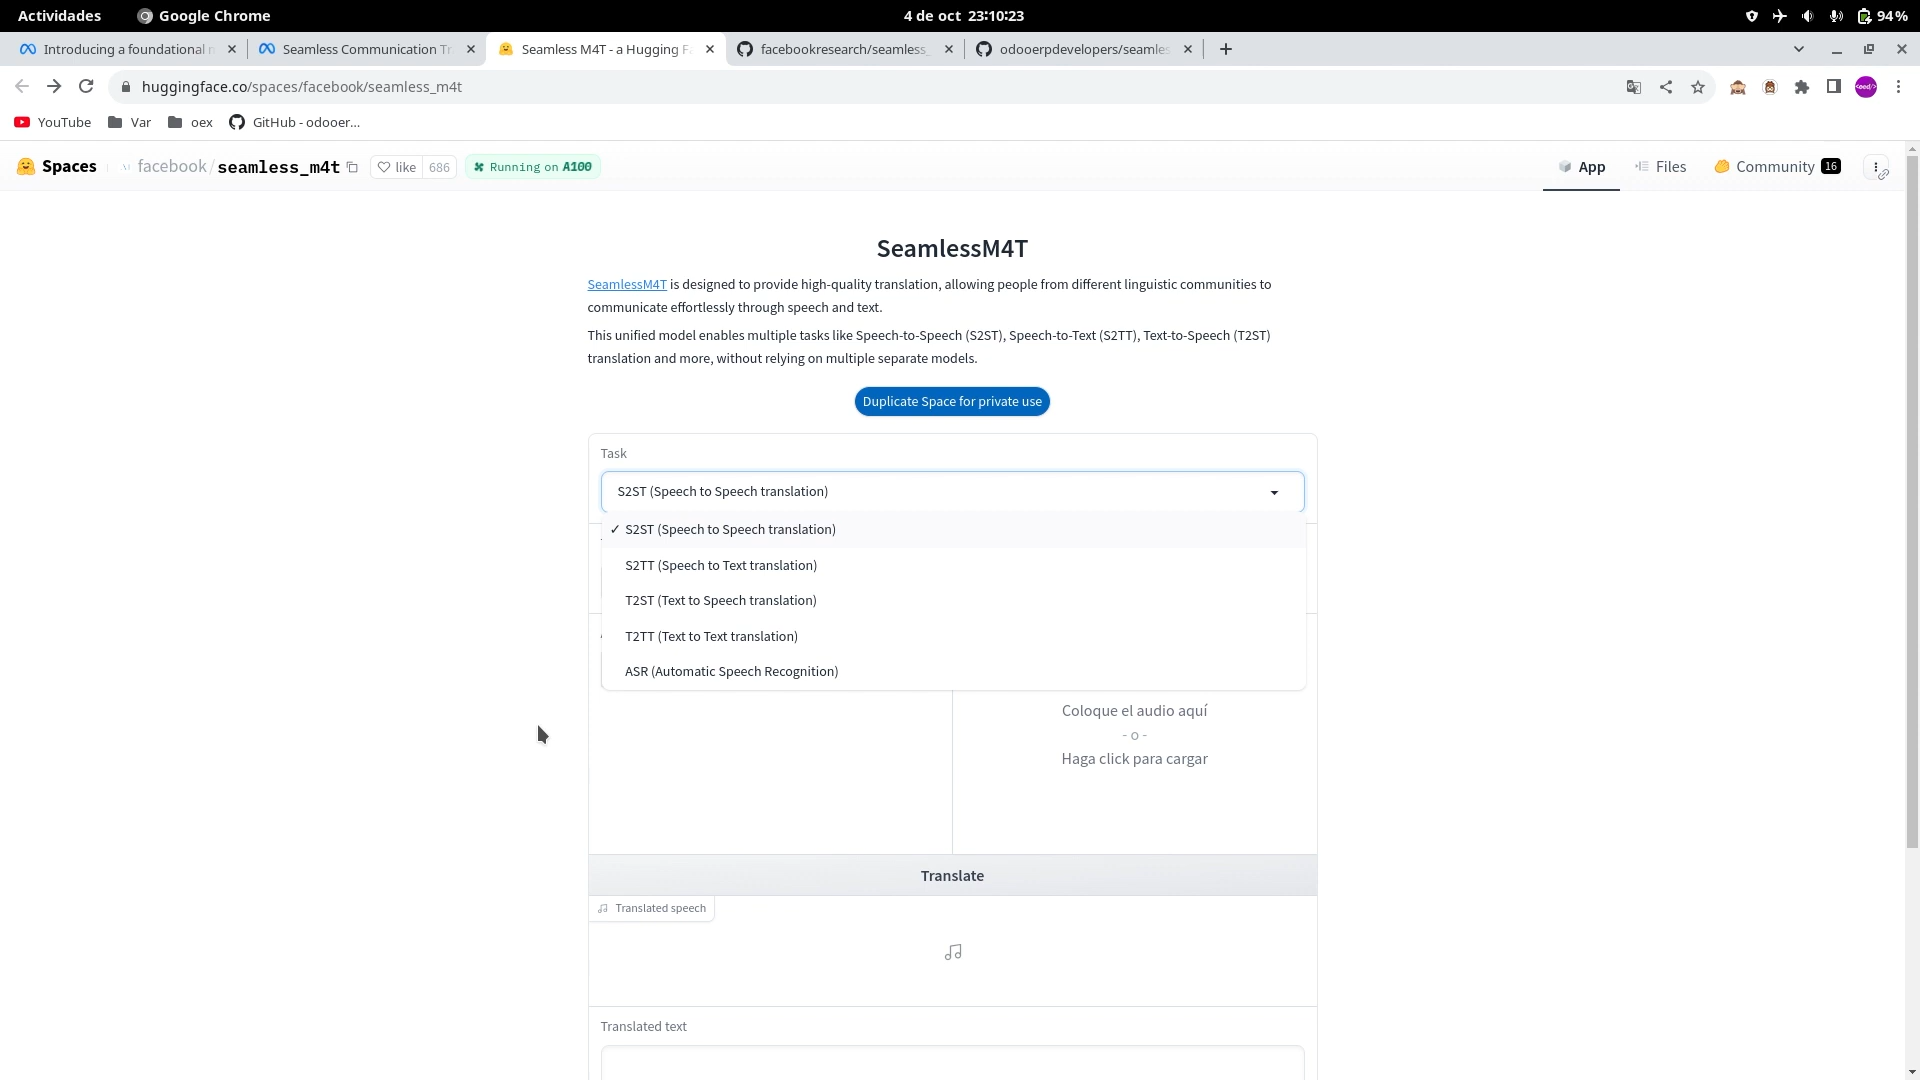 Actividades
Google Chrome
4 de oct 23:10:23
94 %
Introducing a foundational
Seamless Communication Tr
Seamless M4T - a Hugging F
facebookresearch/seamless_
odooerpdevelopers/seamles
huggingface.co/spaces/facebook/seamless_m4t
YouTube
Var
oex
GitHub - odooer...
Spaces
facebook/seamless_m4t
like 686
Running on A100
App
Files
Community 16
SeamlessM4T
SeamlessM4T is designed to provide high-quality translation, allowing people from different linguistic communities to
communicate effortlessly through speech and text.
This unified model enables multiple tasks like Speech-to-Speech (S2ST), Speech-to-Text (S2TT), Text-to-Speech (T2ST)
translation and more, without relying on multiple separate models.
Duplicate Space for private use
Task
S2ST (Speech to Speech translation)
✓ S2ST (Speech to Speech translation)
S2TT (Speech to Text translation)
T2ST (Text to Speech translation)
T2TT (Text to Text translation)
ASR (Automatic Speech Recognition)
Coloque el audio aquí
- o -
Haga click para cargar
Translate
Translated speech
Translated text